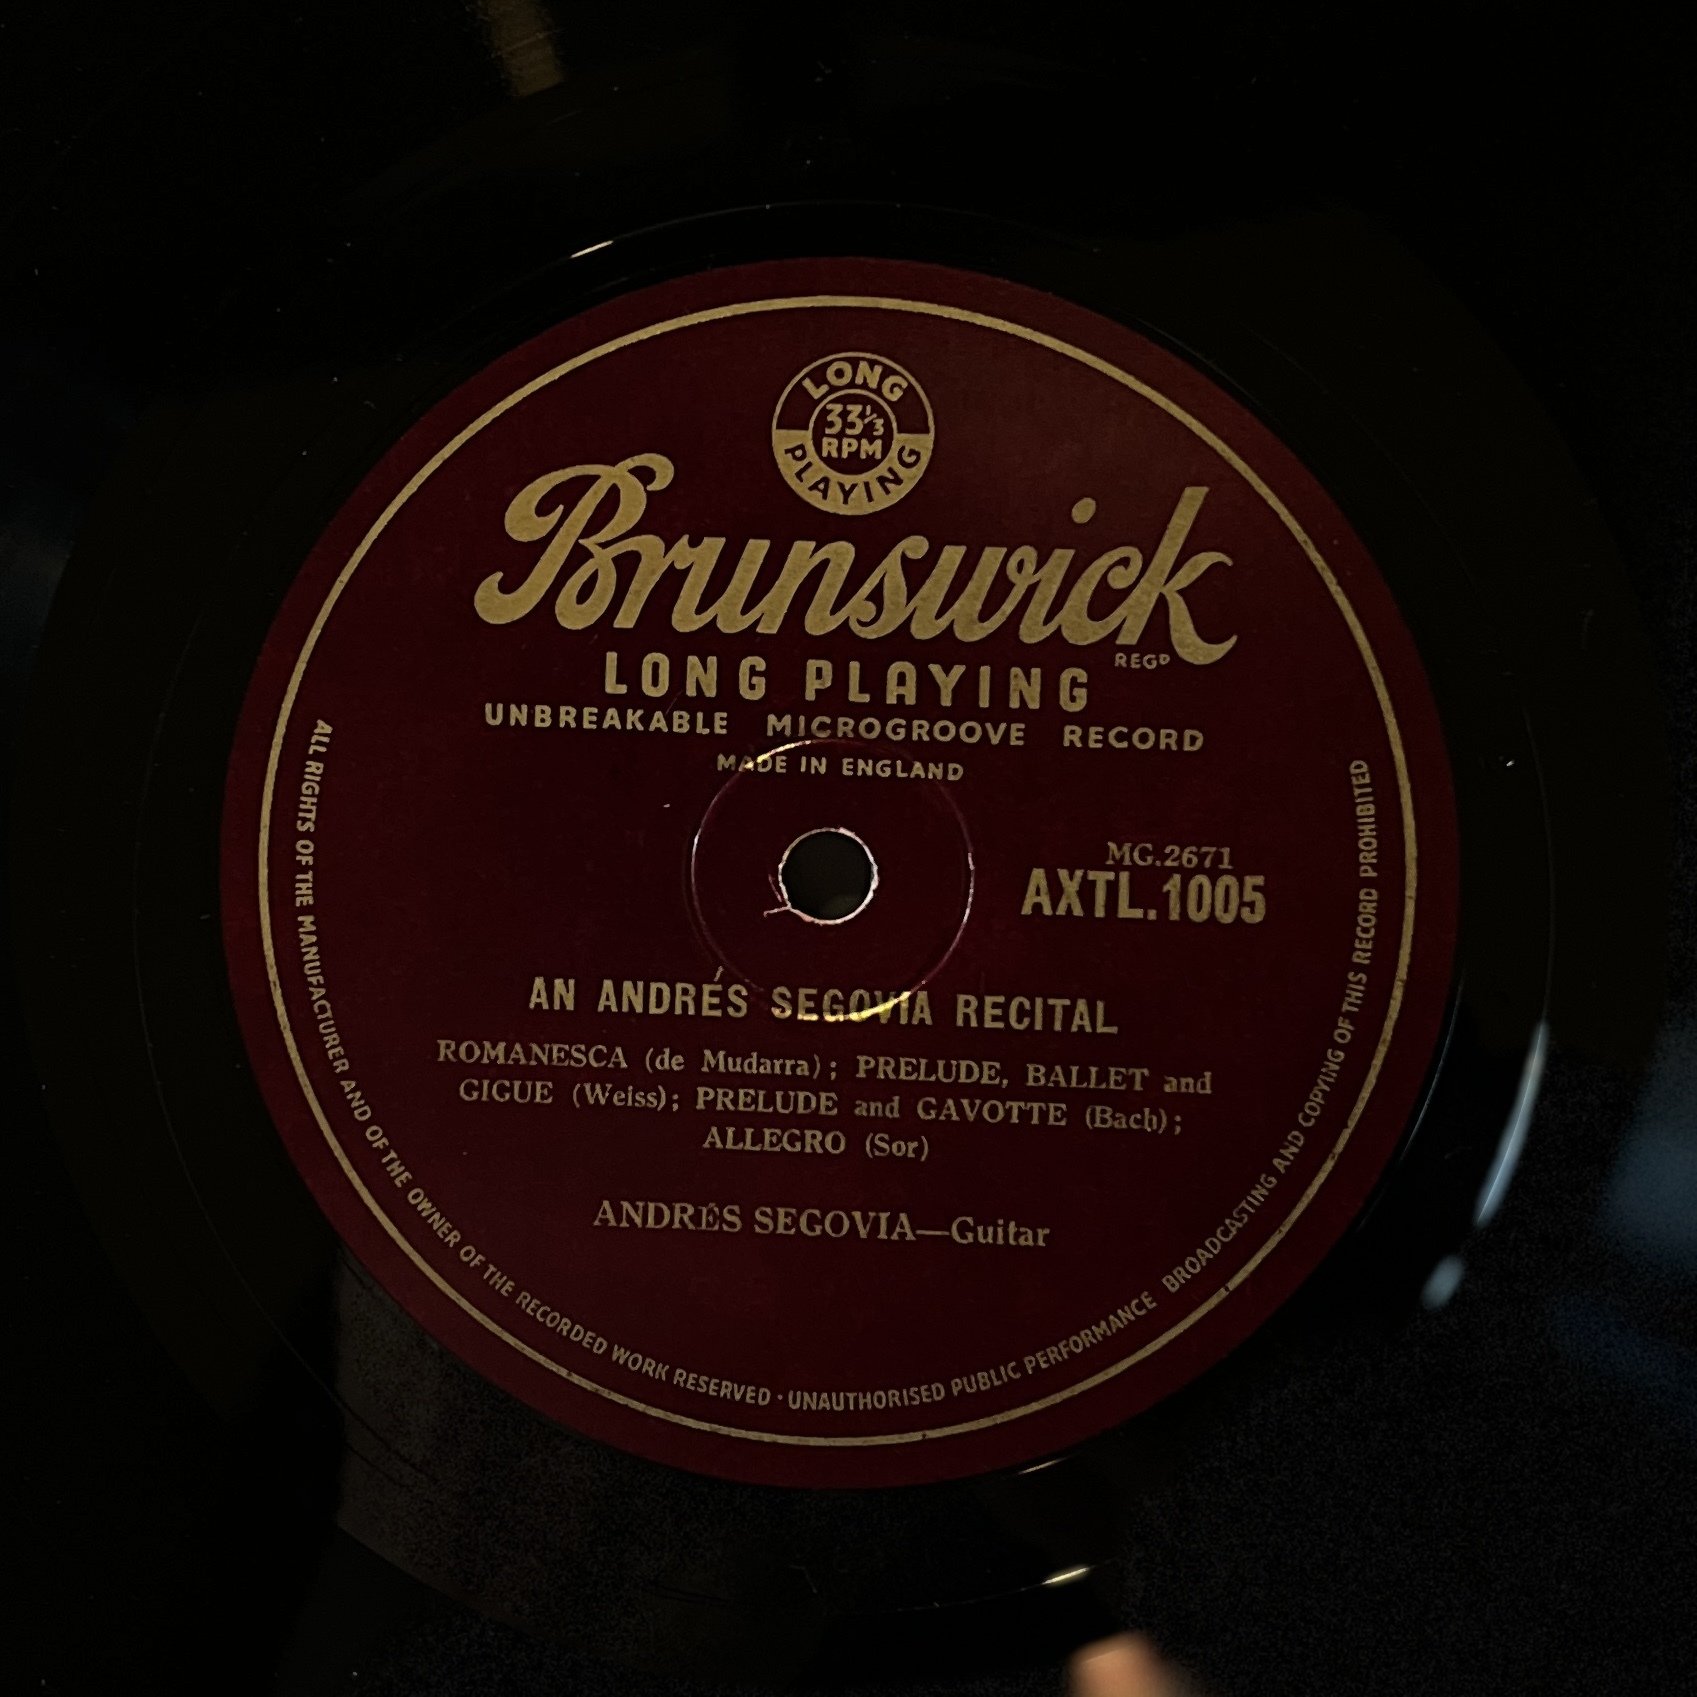 LONG
33⅓
RPM
PLAYING
Brunswick
REGD
LONG PLAYING
UNBREAKABLE MICROGROOVE RECORD
MADE IN ENGLAND
MG.2671
AXTL.1005
AN ANDRÉS SEGOVIA RECITAL
ROMANESCA (de Mudarra); PRELUDE, BALLET and
GIGUE (Weiss); PRELUDE and GAVOTTE (Bach);
ALLEGRO (Sor)
ANDRÉS SEGOVIA—Guitar
ALL RIGHTS OF THE MANUFACTURER AND OF THE OWNER OF THE RECORDED WORK RESERVED · UNAUTHORISED PUBLIC PERFORMANCE BROADCASTING AND COPYING OF THIS RECORD PROHIBITED